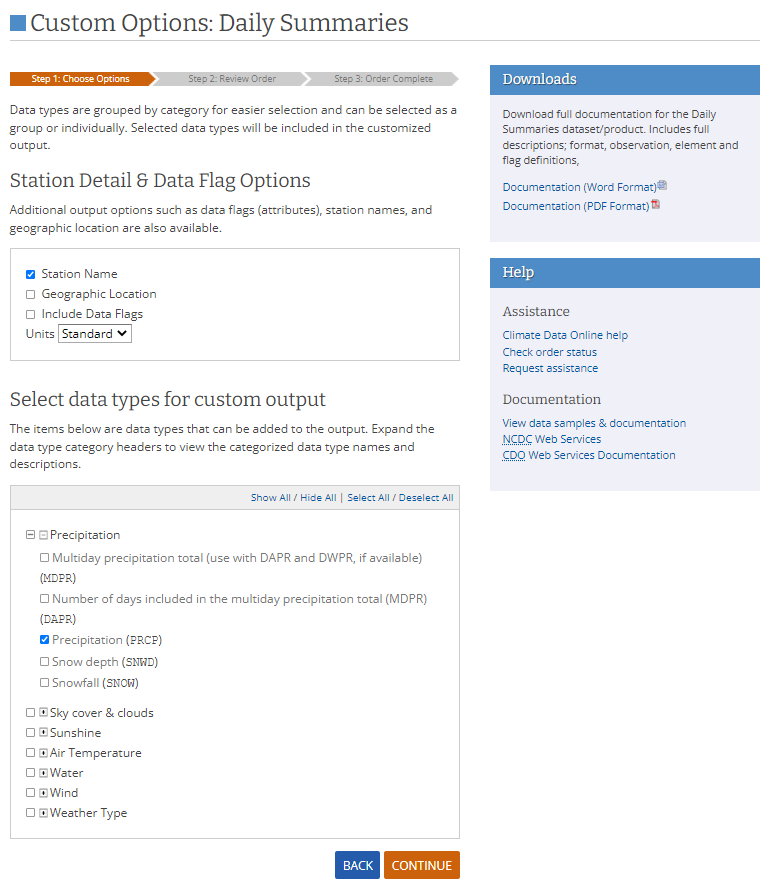 Custom Options: Daily Summaries
Step 1: Choose Options
Step 2: Review Order
Step 3: Order Complete
Data types are grouped by category for easier selection and can be selected as a
group or individually. Selected data types will be included in the customized
output.
Station Detail & Data Flag Options
Additional output options such as data flags (attributes), station names, and
geographic location are also available.
Station Name
Geographic Location
Include Data Flags
Units Standard
Select data types for custom output
The items below are data types that can be added to the output. Expand the
data type category headers to view the categorized data type names and
descriptions.
Show All / Hide All | Select All / Deselect All
Precipitation
Multiday precipitation total (use with DAPR and DWPR, if available)
(MDPR)
Number of days included in the multiday precipitation total (MDPR)
(DAPR)
Precipitation (PRCP)
Snow depth (SNWD)
Snowfall (SNOW)
Sky cover & clouds
Sunshine
Air Temperature
Water
Wind
Weather Type
BACK CONTINUE
Downloads
Download full documentation for the Daily
Summaries dataset/product. Includes full
descriptions; format, observation, element and
flag definitions,
Documentation (Word Format)
Documentation (PDF Format)
Help
Assistance
Climate Data Online help
Check order status
Request assistance
Documentation
View data samples & documentation
NCDC Web Services
CDO Web Services Documentation